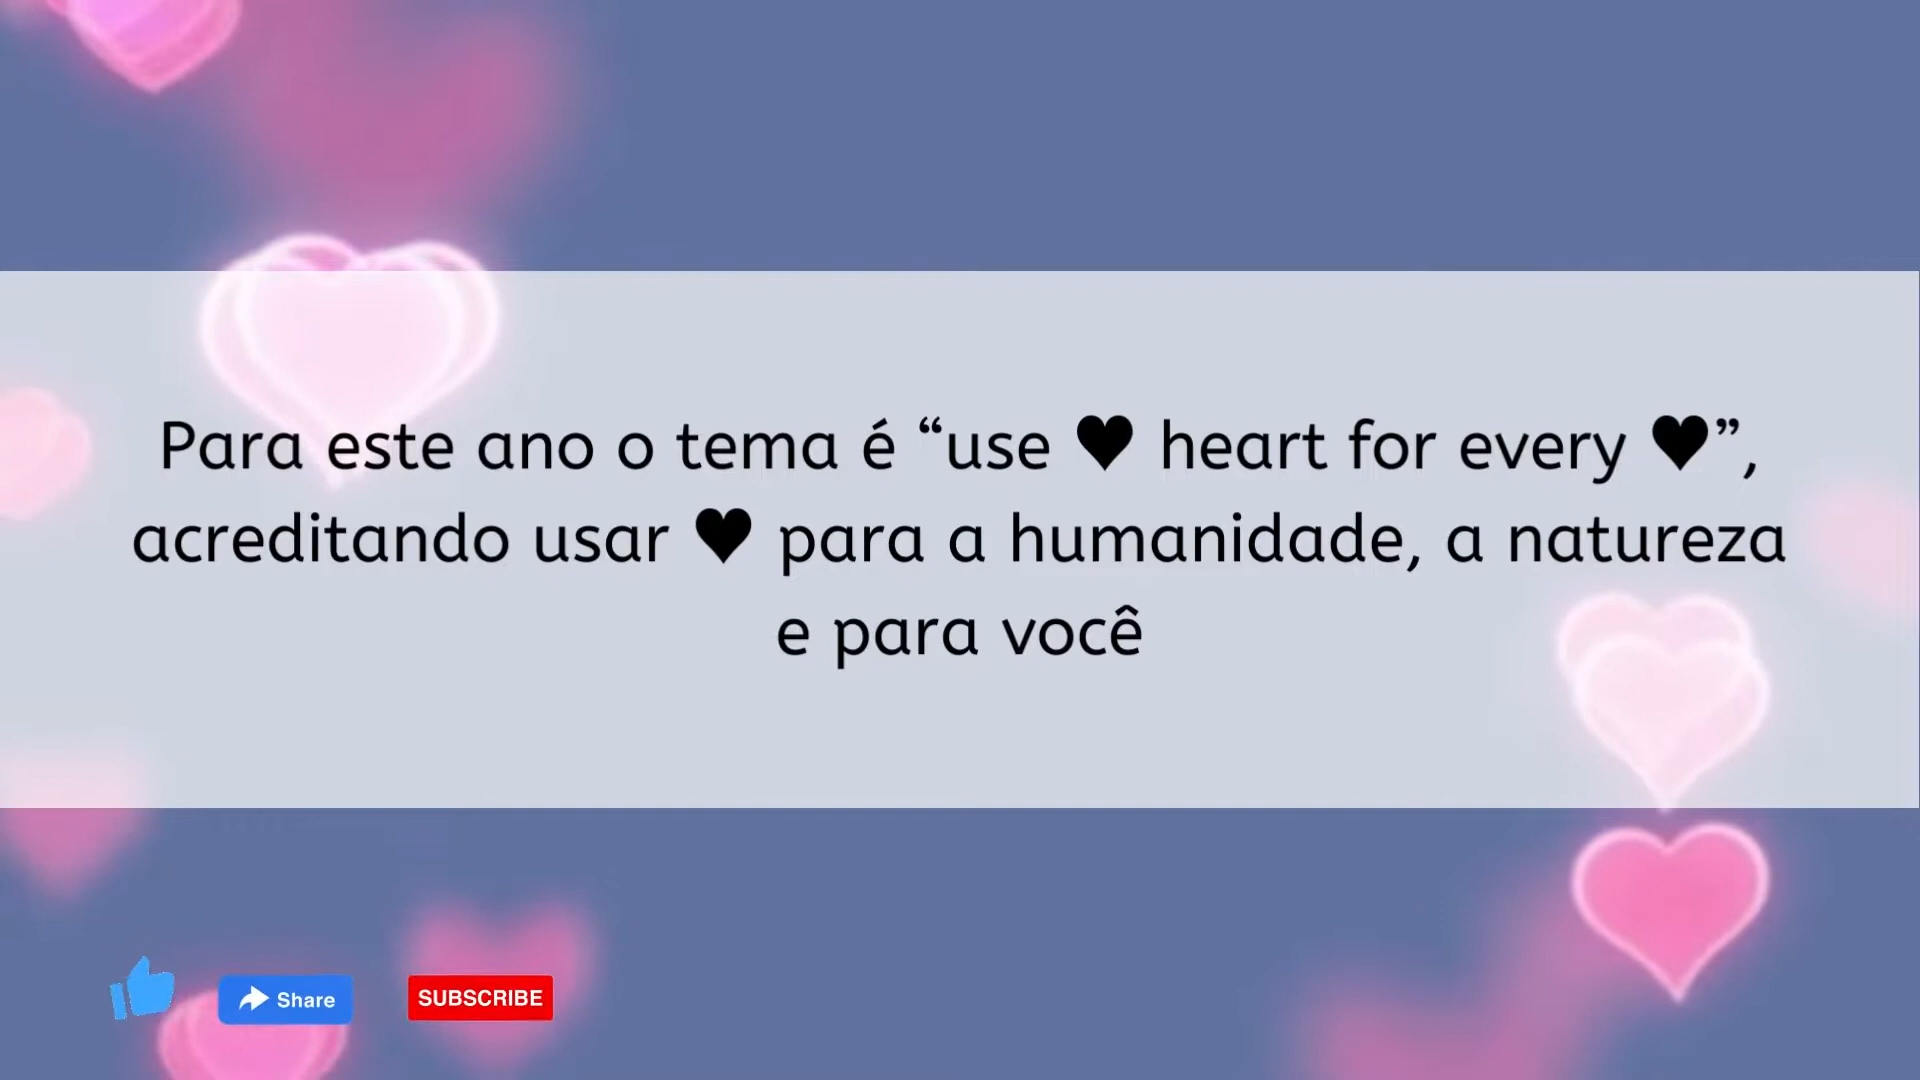 Para este ano o tema é “use ♥ heart for every ♥”,
acreditando usar ♥ para a humanidade, a natureza
e para você
Share
SUBSCRIBE